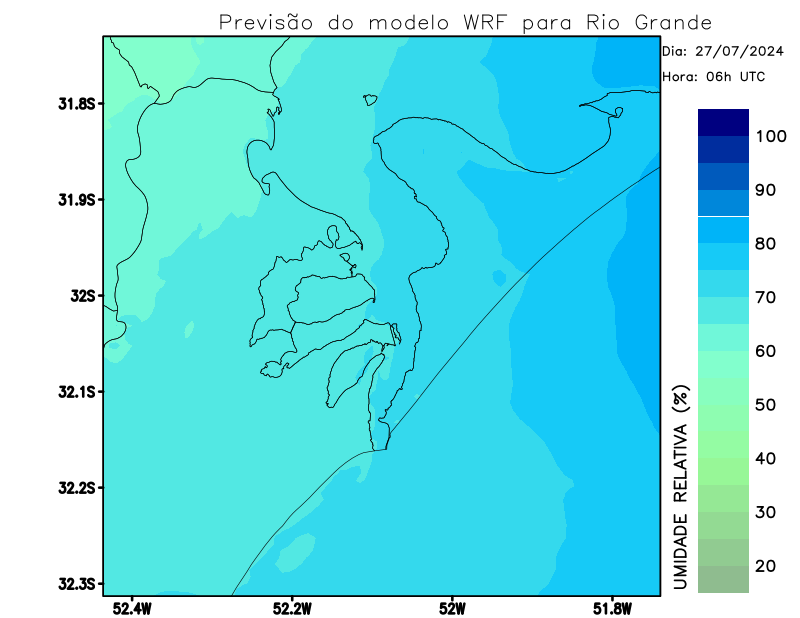 Previsão do modelo WRF para Rio Grande
Dia: 27/07/2024
Hora: 06h UTC
31.8S
31.9S
32S
32.1S
32.2S
32.3S
52.4W
52.2W
52W
51.8W
100
90
80
70
60
50
40
30
20
UMIDADE RELATIVA (%)